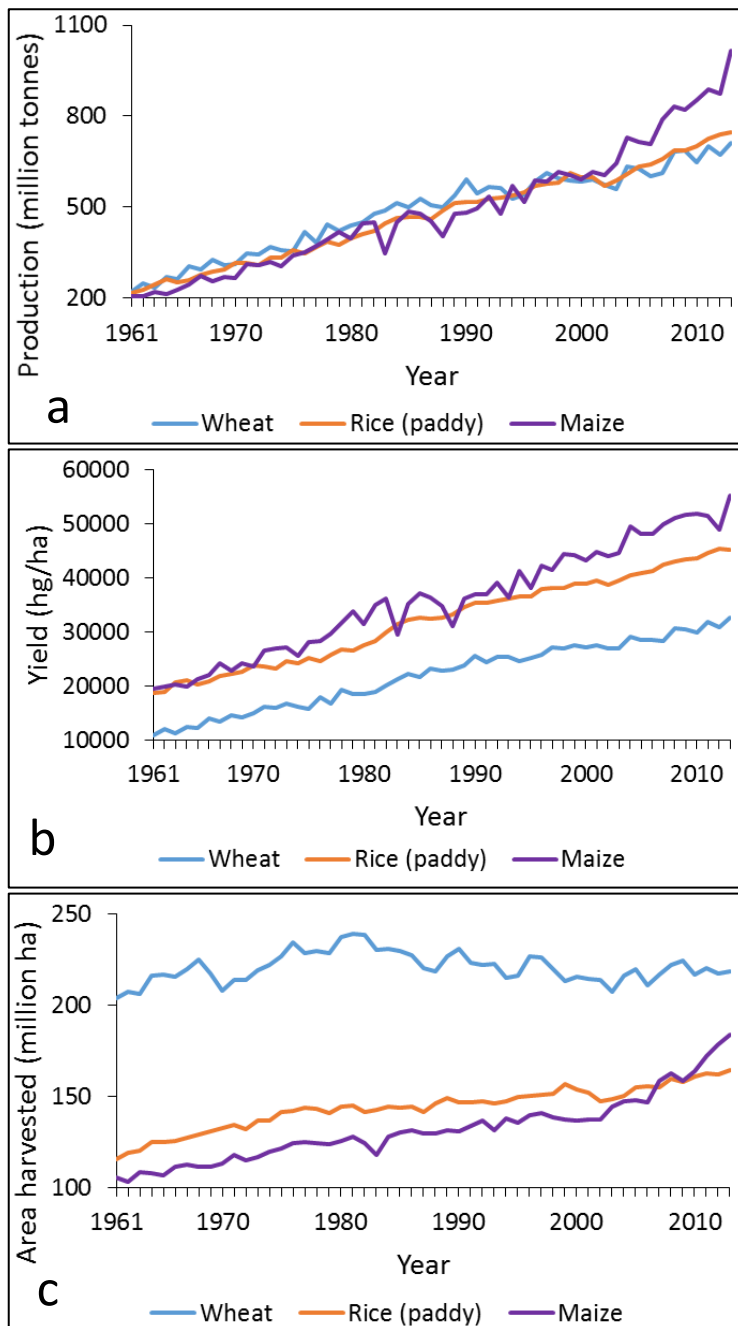 Production (million tonnes)
1100
800
500
200
1961 1970 1980 1990 2000 2010
Year
a
Wheat Rice (paddy) Maize
Yield (hg/ha)
60000
50000
40000
30000
20000
10000
1961 1970 1980 1990 2000 2010
Year
b
Wheat Rice (paddy) Maize
Area harvested (million ha)
250
200
150
100
1961 1970 1980 1990 2000 2010
Year
c
Wheat Rice (paddy) Maize